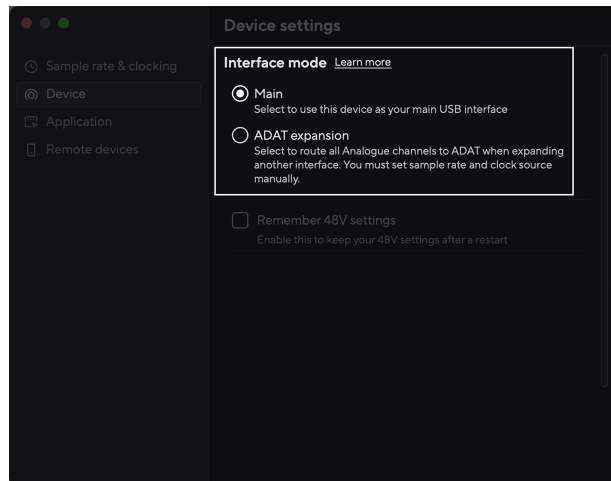 Device settings
Sample rate & clocking
Device
Application
Remote devices
Interface mode Learn more
Main
Select to use this device as your main USB interface
ADAT expansion
Select to route all Analogue channels to ADAT when expanding
another interface. You must set sample rate and clock source
manually.
Remember 48V settings
Enable this to keep your 48V settings after a restart